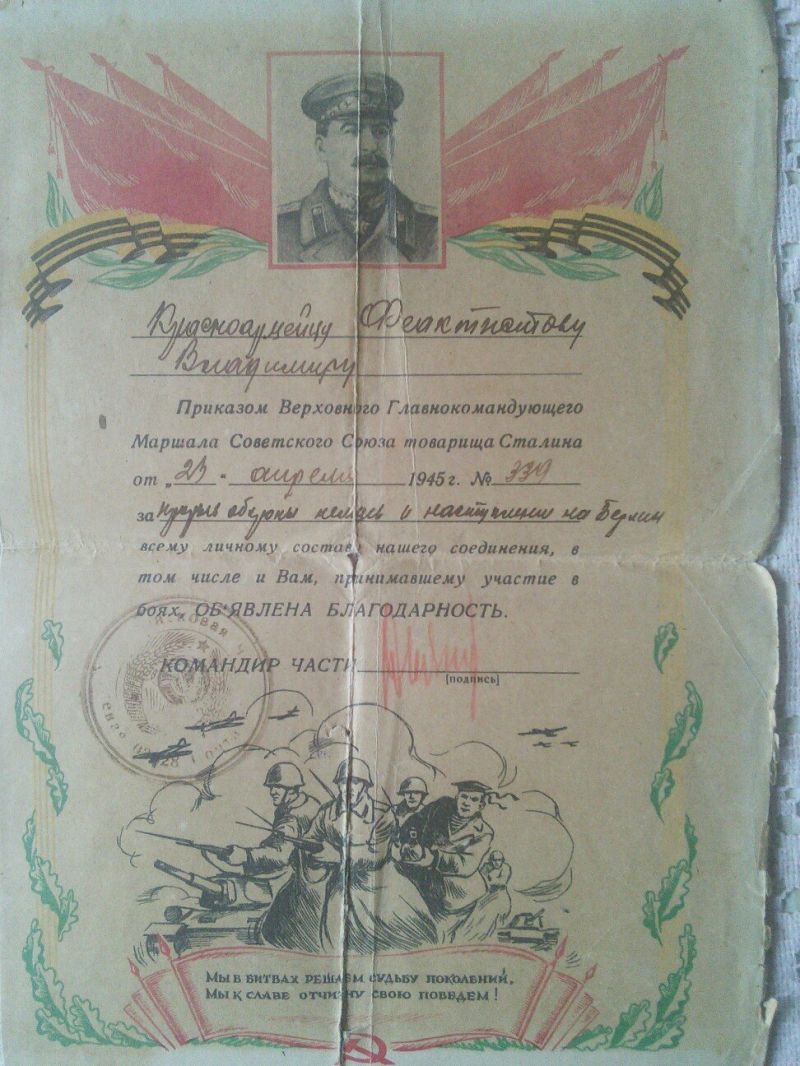 Красноармейцу Феактистову
Владимиру
Приказом Верховного Главнокомандующего
Маршала Советского Союза товарища Сталина
от „23" апреля 1945 г. № 339
за прорыв обороны немцев и наступление на Берлин
всему личному составу нашего соединения, в
том числе и Вам, принимавшему участие в
боях, ОБ'ЯВЛЕНА БЛАГОДАРНОСТЬ.
КОМАНДИР ЧАСТИ
[подпись]
МЫ В БИТВАХ РЕШАЕМ СУДЬБУ ПОКОЛЕНИЙ,
МЫ К СЛАВЕ ОТЧИЗНУ СВОЮ ПОВЕДЕМ!